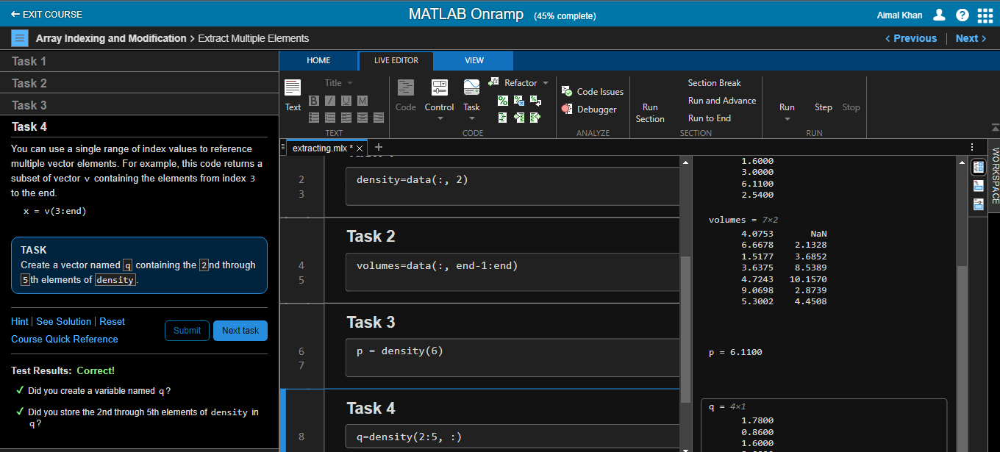 ← EXIT COURSE
MATLAB Onramp (45% complete)
Aimal Khan
Array Indexing and Modification > Extract Multiple Elements
< Previous | Next >
Task 1
Task 2
Task 3
Task 4
You can use a single range of index values to reference
multiple vector elements. For example, this code returns a
subset of vector v containing the elements from index 3
to the end.
x = v(3:end)
TASK
Create a vector named q containing the 2nd through
5th elements of density.
Hint | See Solution | Reset
Course Quick Reference
Submit
Next task
Test Results: Correct!
✓ Did you create a variable named q?
✓ Did you store the 2nd through 5th elements of density in
q?
HOME
LIVE EDITOR
VIEW
Text
Title
B I U M
TEXT
Code
Control
Task
Refactor
CODE
Code Issues
Debugger
ANALYZE
Run
Section
Section Break
Run and Advance
Run to End
SECTION
Run
Step
Stop
RUN
extracting.mlx * ×
+
WORKSPACE
2 density=data(:, 2)
3
Task 2
4 volumes=data(:, end-1:end)
5
Task 3
6 p = density(6)
7
Task 4
8 q=density(2:5, :)
1.6000
3.0000
6.1100
2.5400
volumes = 7×2
4.0753 NaN
6.6678 2.1328
1.5177 3.6852
3.6375 8.5389
4.7243 10.1570
9.0698 2.8739
5.3002 4.4508
p = 6.1100
q = 4×1
1.7800
0.8600
1.6000